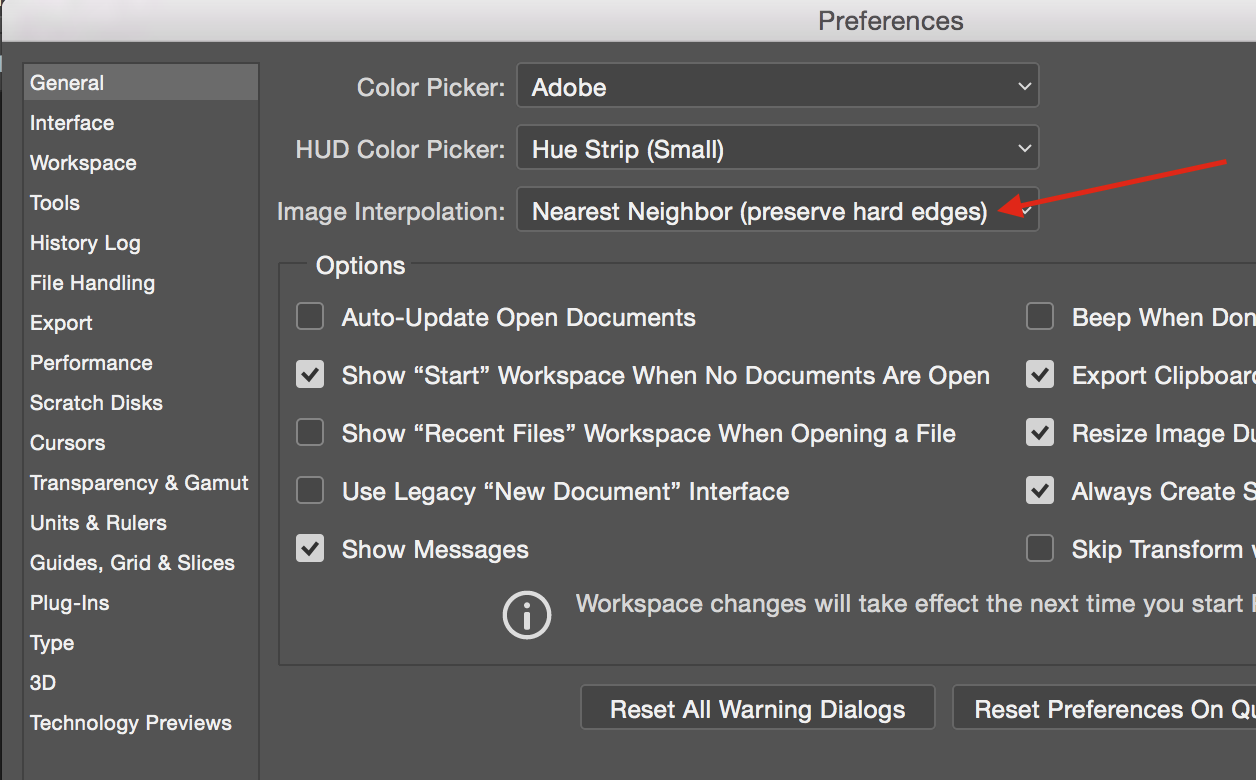 Preferences
General
Interface
Workspace
Tools
History Log
File Handling
Export
Performance
Scratch Disks
Cursors
Transparency & Gamut
Units & Rulers
Guides, Grid & Slices
Plug-Ins
Type
3D
Technology Previews
Color Picker: Adobe
HUD Color Picker: Hue Strip (Small)
Image Interpolation: Nearest Neighbor (preserve hard edges)
Options
Auto-Update Open Documents
Show “Start” Workspace When No Documents Are Open
Show “Recent Files” Workspace When Opening a File
Use Legacy “New Document” Interface
Show Messages
Beep When
Export
Resize Image
Always Create
Skip Transform
Workspace changes will take effect the next time you start
Reset All Warning Dialogs
Reset Preferences On